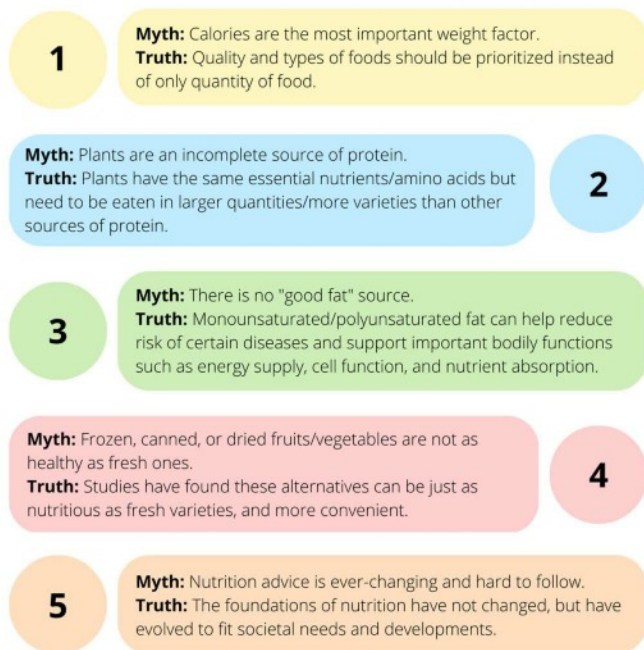 1
Myth: Calories are the most important weight factor.
Truth: Quality and types of foods should be prioritized instead
of only quantity of food.
Myth: Plants are an incomplete source of protein.
Truth: Plants have the same essential nutrients/amino acids but
need to be eaten in larger quantities/more varieties than other
sources of protein.
2
3
Myth: There is no "good fat" source.
Truth: Monounsaturated/polyunsaturated fat can help reduce
risk of certain diseases and support important bodily functions
such as energy supply, cell function, and nutrient absorption.
Myth: Frozen, canned, or dried fruits/vegetables are not as
healthy as fresh ones.
Truth: Studies have found these alternatives can be just as
nutritious as fresh varieties, and more convenient.
4
5
Myth: Nutrition advice is ever-changing and hard to follow.
Truth: The foundations of nutrition have not changed, but have
evolved to fit societal needs and developments.